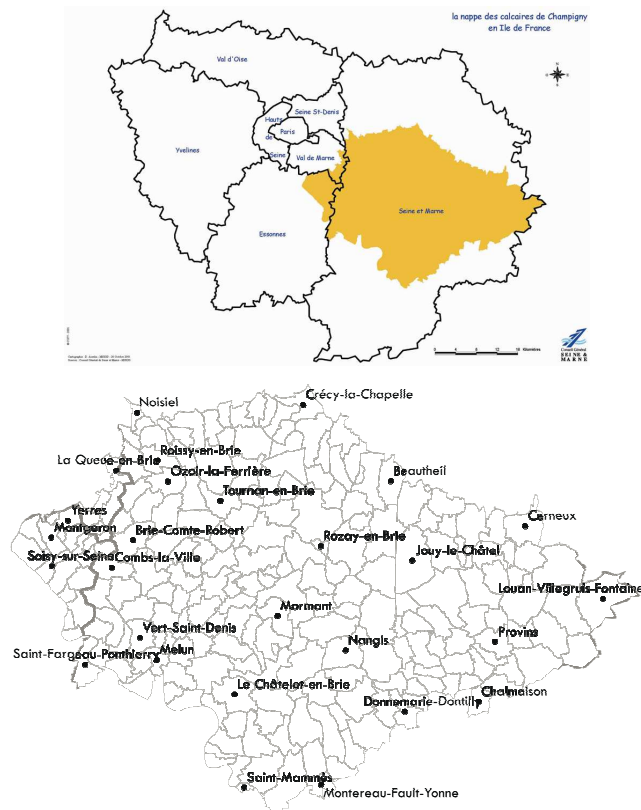 la nappe des calcaires de Champigny
en Ile de France
Val d'Oise
Seine St-Denis
Hauts
de
Seine
Paris
Yvelines
Val de Marne
Seine et Marne
Essonnes
Kilomètres
Conseil Général
SEINE &
MARNE
Crécy-la-Chapelle
Noisiel
Roissy-en-Brie
La Queue-en-Brie
Ozoir-la-Ferrière
Beautheil
Tournan-en-Brie
Yerres
Cerneux
Montgeron
Brie-Comte-Robert
Rozay-en-Brie
Soisy-sur-Seine
Combs-la-Ville
Jouy-le-Châtel
Louan-Villegruis-Fontaine
Mormant
Vert-Saint-Denis
Provins
Saint-Fargeau-Ponthierry
Melun
Nangis
Le Châtelet-en-Brie
Chalmaison
Donnemarie-Dontilly
Saint-Mammès
Montereau-Fault-Yonne